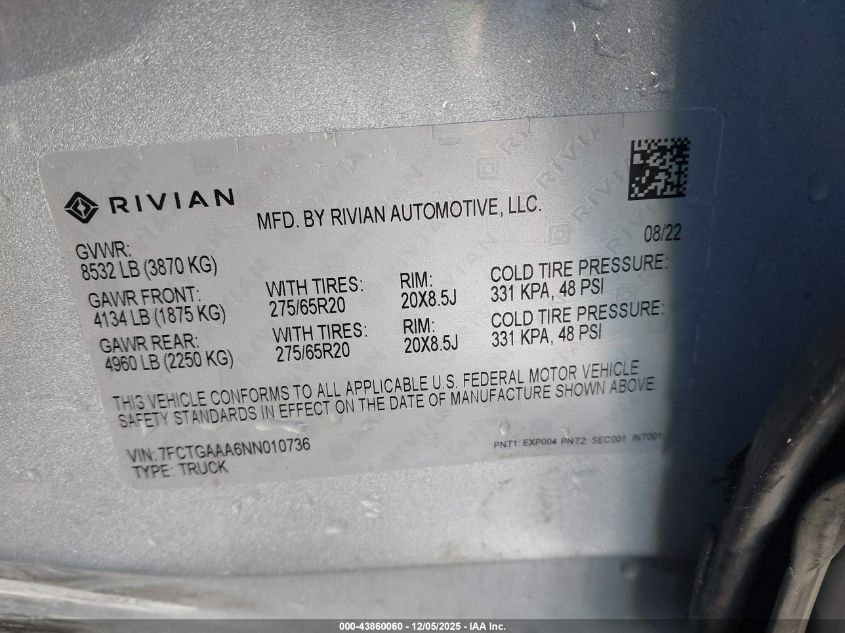 RIVIAN
MFD. BY RIVIAN AUTOMOTIVE, LLC.
08/22
GVWR:
8532 LB (3870 KG)
GAWR FRONT: WITH TIRES: RIM: COLD TIRE PRESSURE:
4134 LB (1875 KG) 275/65R20 20X8.5J 331 KPA, 48 PSI
GAWR REAR: WITH TIRES: RIM: COLD TIRE PRESSURE:
4960 LB (2250 KG) 275/65R20 20X8.5J 331 KPA, 48 PSI
THIS VEHICLE CONFORMS TO ALL APPLICABLE U.S. FEDERAL MOTOR VEHICLE
SAFETY STANDARDS IN EFFECT ON THE DATE OF MANUFACTURE SHOWN ABOVE.
VIN: 7FCTGAAA6NN010736 PNT1: EXP004 PNT2: SEC001 INT001
TYPE: TRUCK
000-43860060 - 12/05/2025 - IAA Inc.